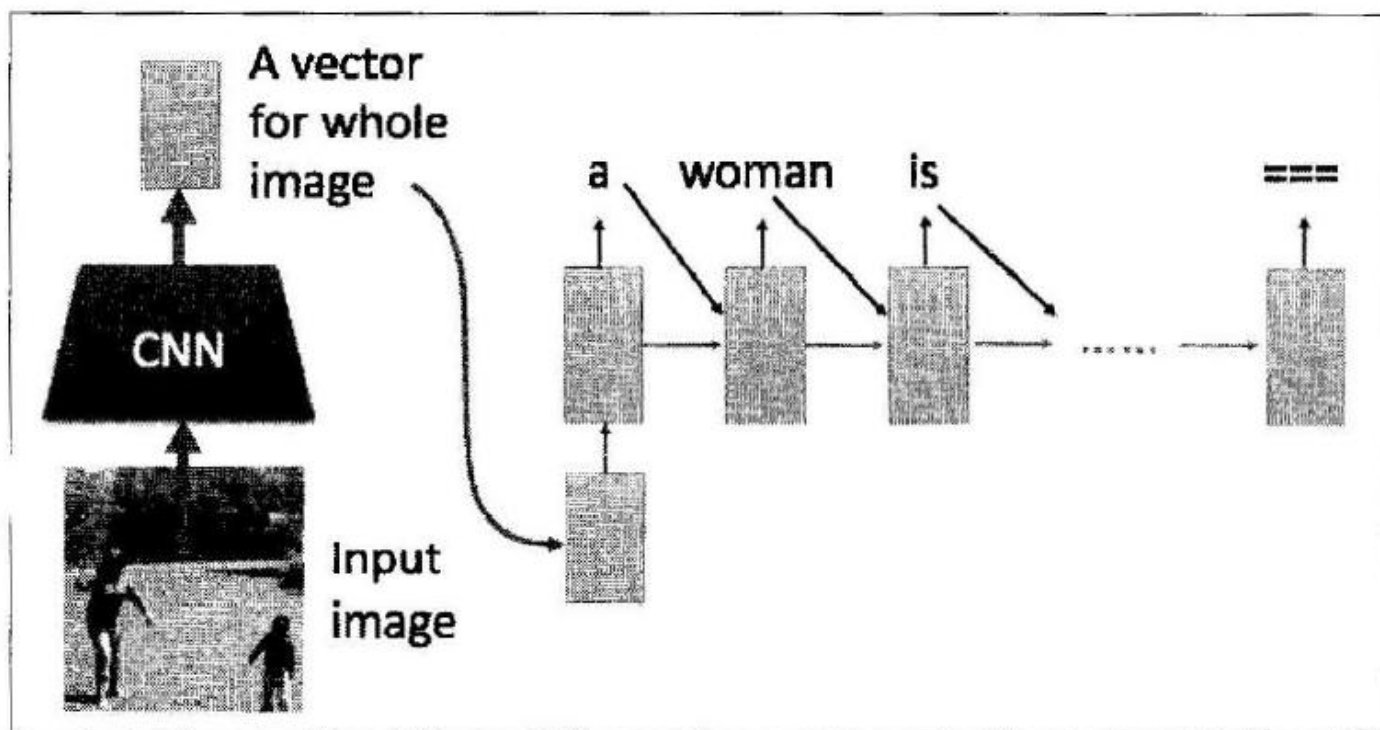 A vector
for whole
image
a woman is ===
......
CNN
Input
image